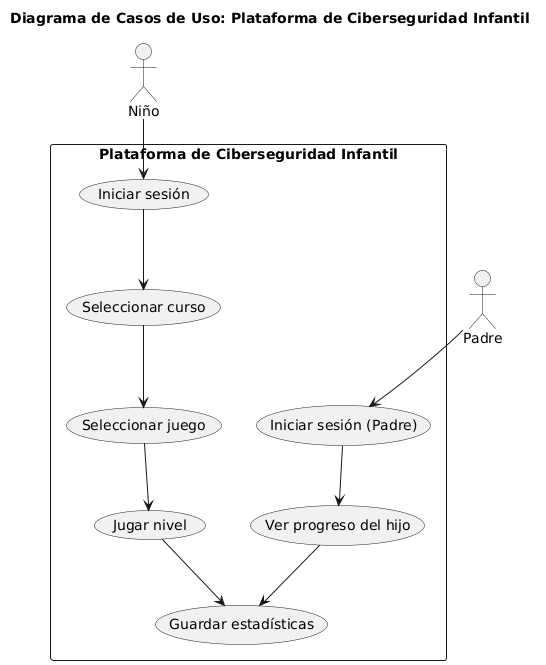 Diagrama de Casos de Uso: Plataforma de Ciberseguridad Infantil
Niño
Plataforma de Ciberseguridad Infantil
Iniciar sesión
Seleccionar curso
Padre
Seleccionar juego
Iniciar sesión (Padre)
Jugar nivel
Ver progreso del hijo
Guardar estadísticas